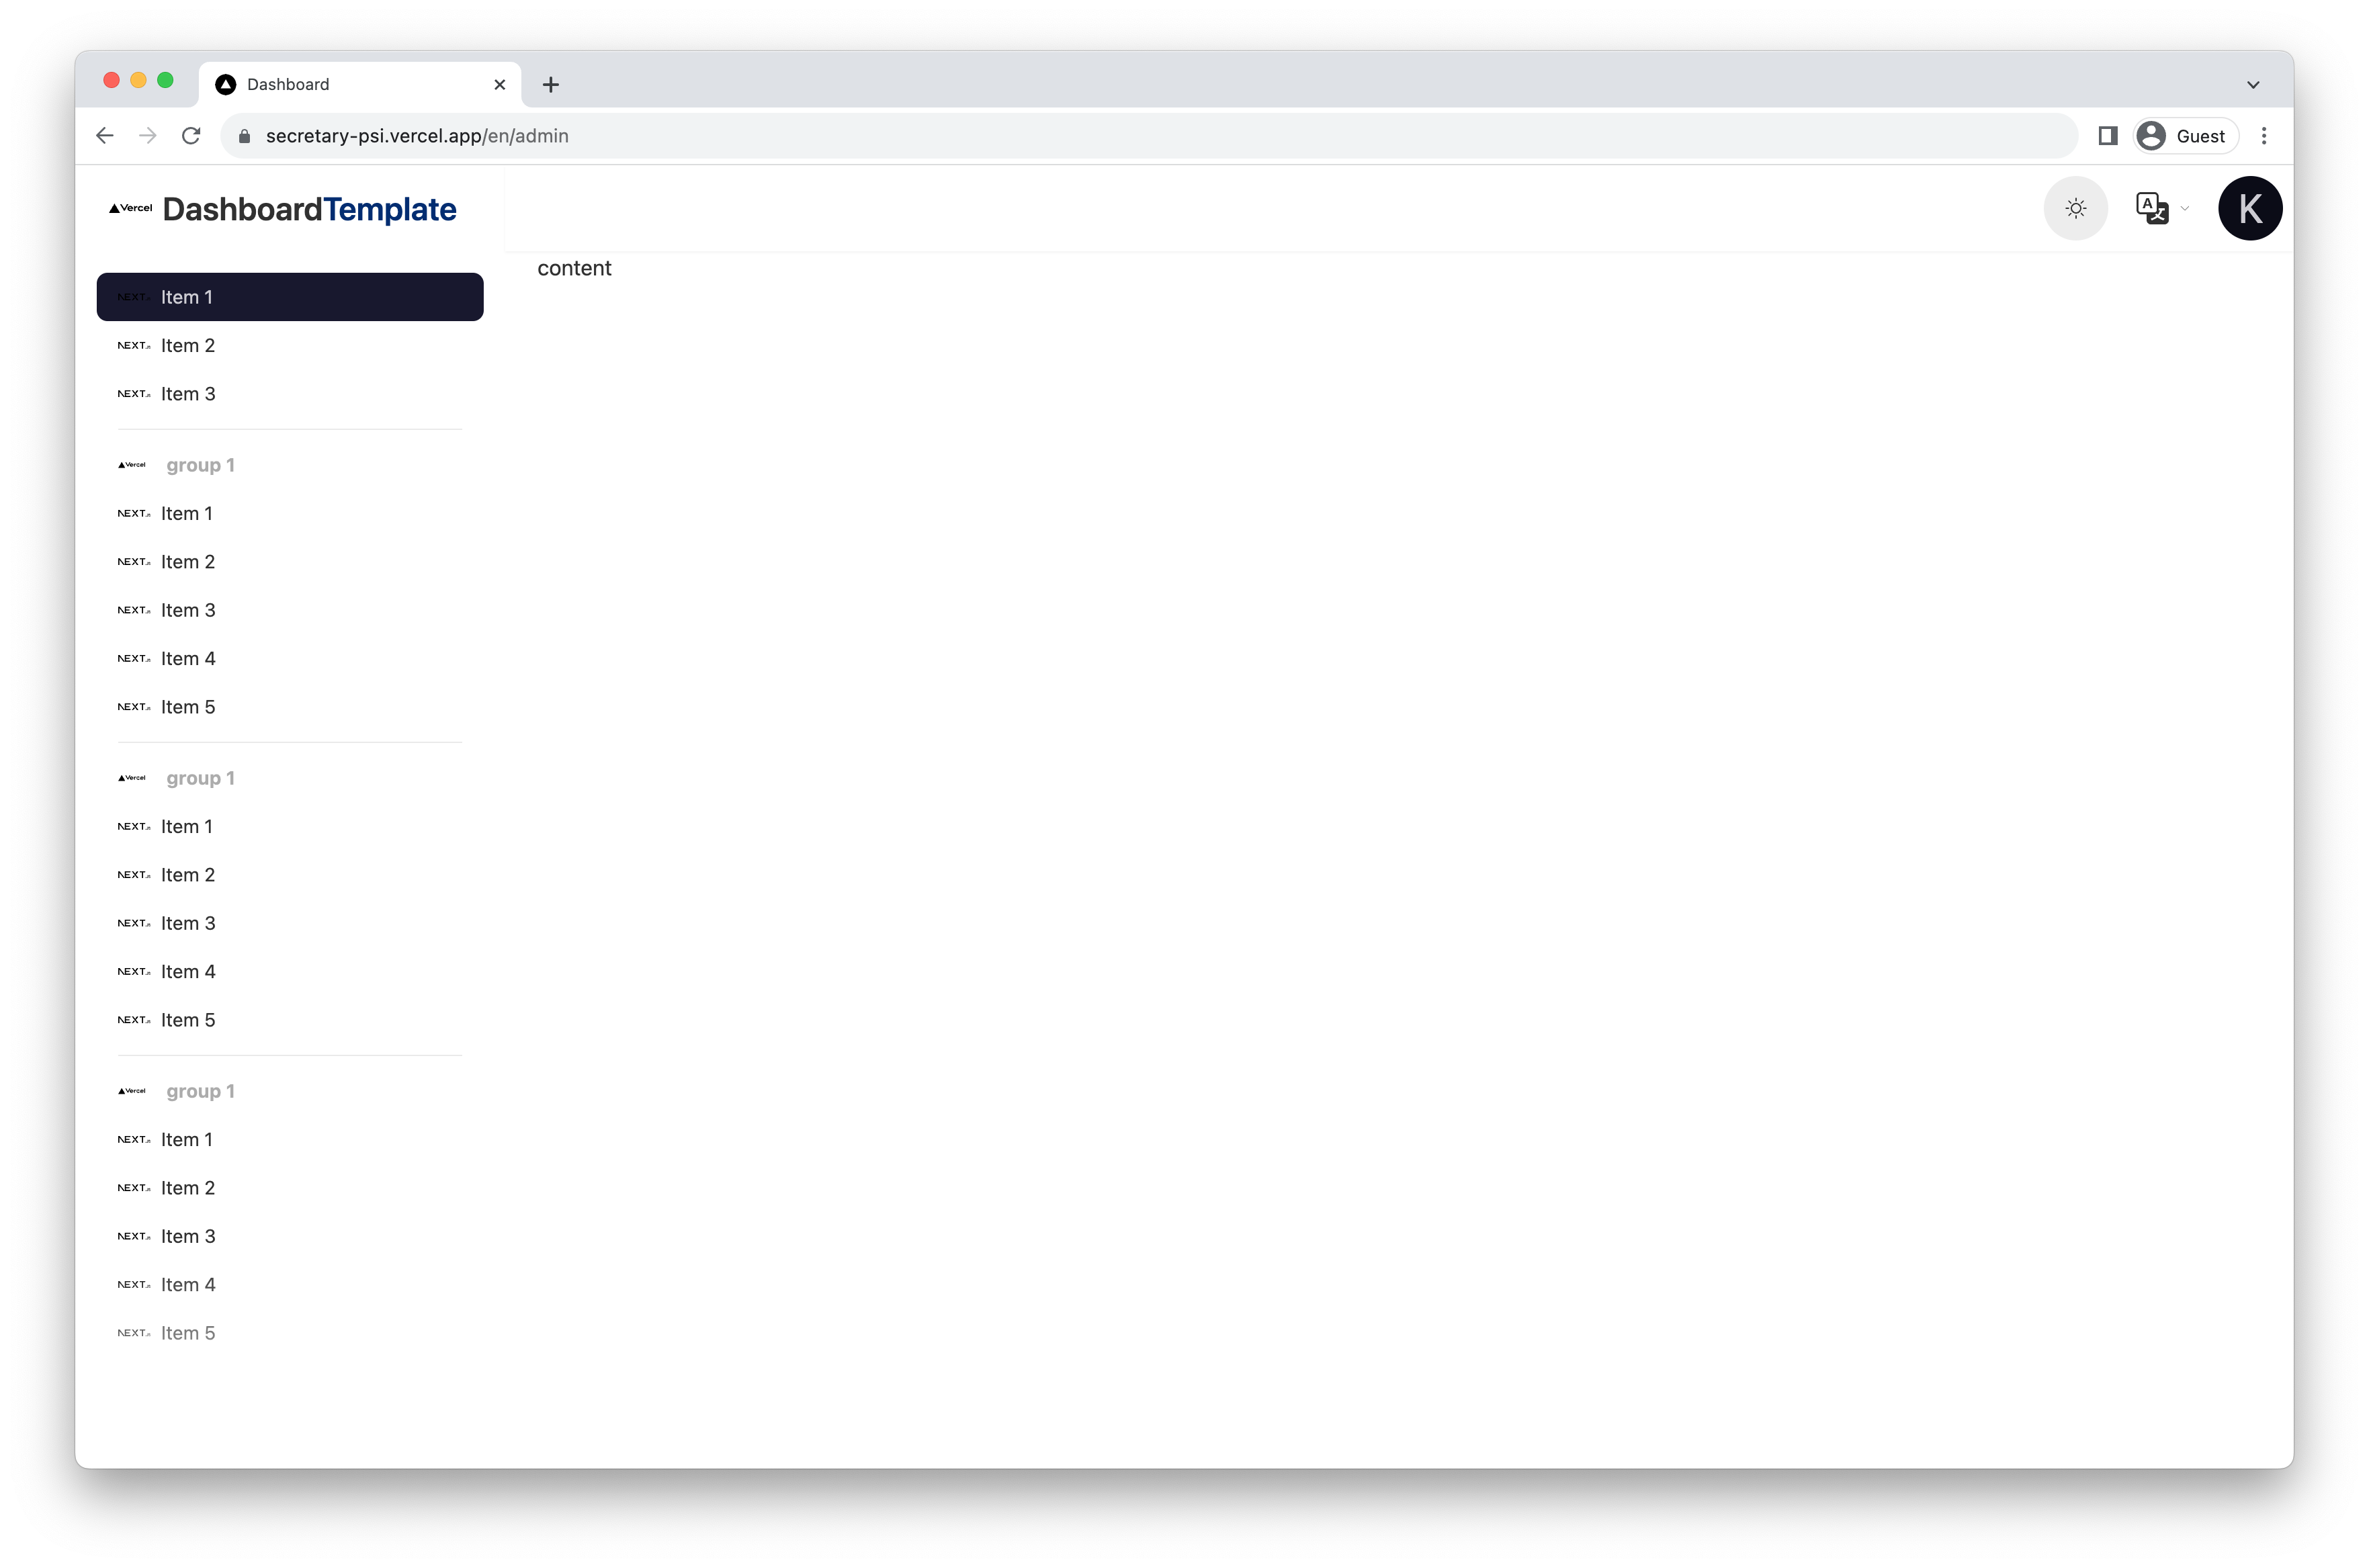 Dashboard
secretary-psi.vercel.app/en/admin
Guest
Vercel DashboardTemplate
A
K
content
NEXT.JS Item 1
NEXT.JS Item 2
NEXT.JS Item 3
Vercel group 1
NEXT.JS Item 1
NEXT.JS Item 2
NEXT.JS Item 3
NEXT.JS Item 4
NEXT.JS Item 5
Vercel group 1
NEXT.JS Item 1
NEXT.JS Item 2
NEXT.JS Item 3
NEXT.JS Item 4
NEXT.JS Item 5
Vercel group 1
NEXT.JS Item 1
NEXT.JS Item 2
NEXT.JS Item 3
NEXT.JS Item 4
NEXT.JS Item 5